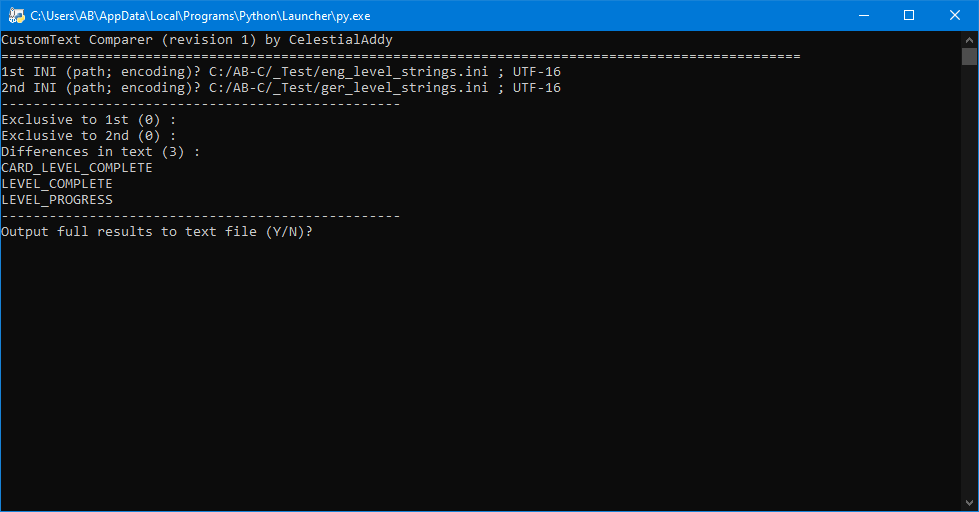 C:\Users\AB\AppData\Local\Programs\Python\Launcher\py.exe
CustomText Comparer (revision 1) by CelestialAddy
====================================================================================================
1st INI (path; encoding)? C:/AB-C/_Test/eng_level_strings.ini ; UTF-16
2nd INI (path; encoding)? C:/AB-C/_Test/ger_level_strings.ini ; UTF-16
--------------------------------------------------
Exclusive to 1st (0) :
Exclusive to 2nd (0) :
Differences in text (3) :
CARD_LEVEL_COMPLETE
LEVEL_COMPLETE
LEVEL_PROGRESS
--------------------------------------------------
Output full results to text file (Y/N)?